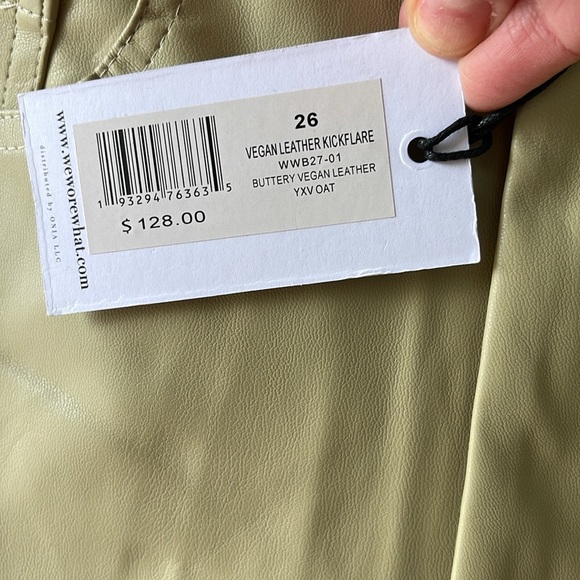 26
VEGAN LEATHER KICKFLARE
WWB27-01
BUTTERY VEGAN LEATHER
YXV OAT
1 93294 76363 5
$ 128.00
www.weworewhat.com
distributed by ONIA LLC